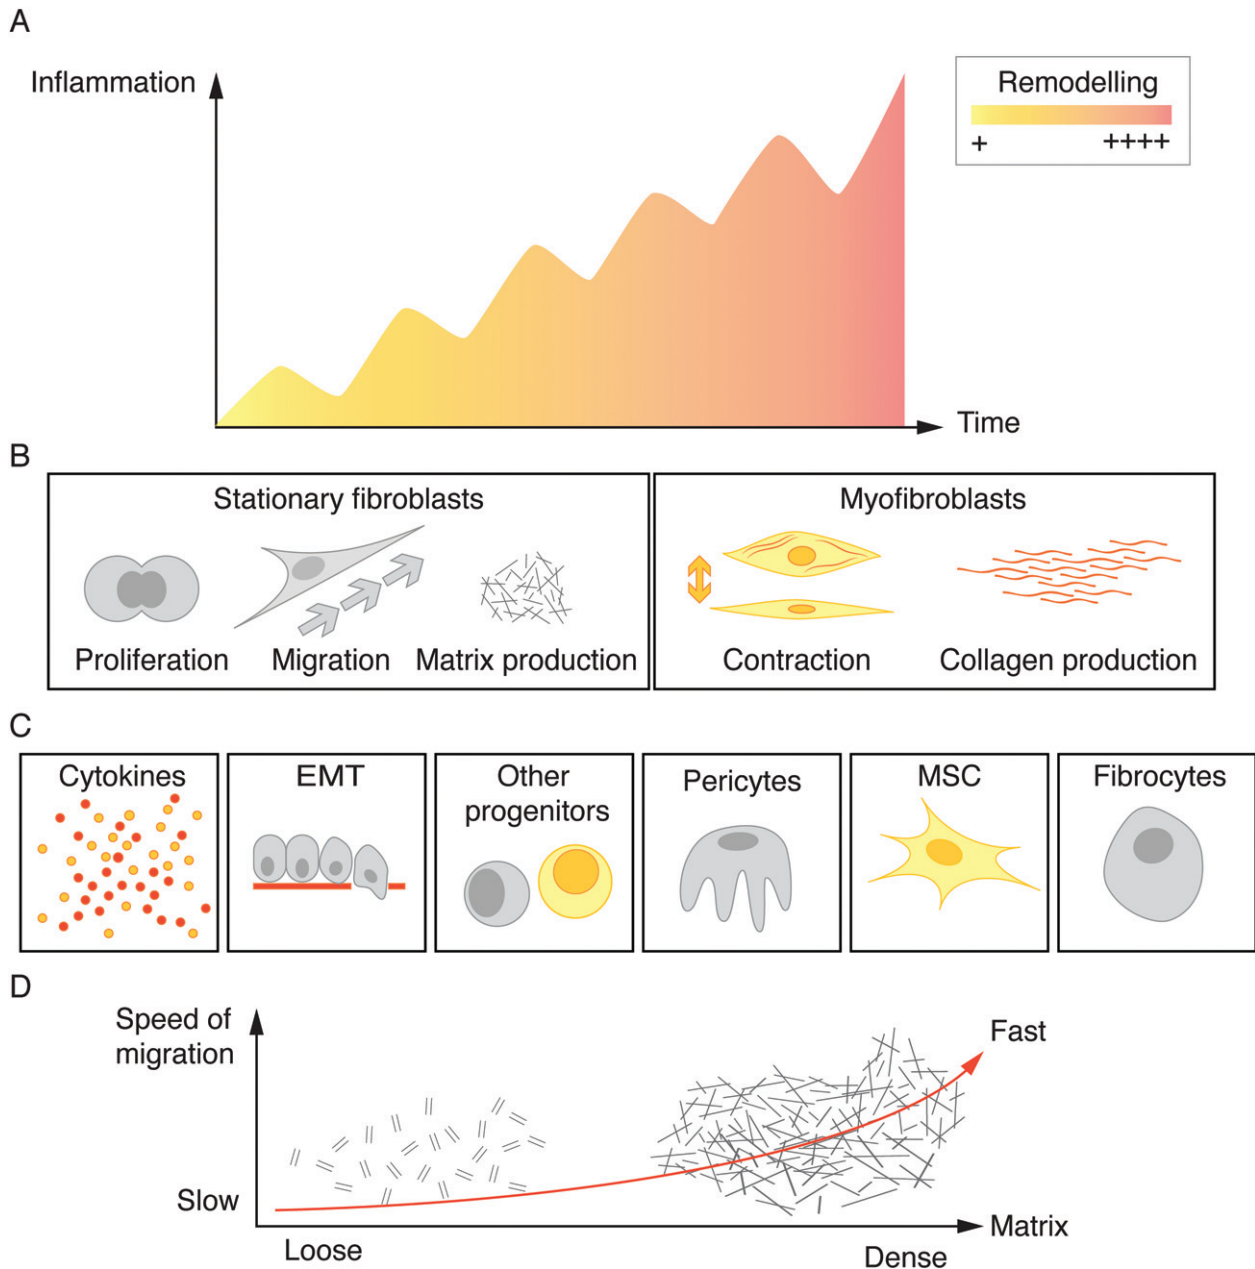 A
Inflammation
Remodelling
+ ++++
Time
B
Stationary fibroblasts
Proliferation Migration Matrix production
Myofibroblasts
Contraction Collagen production
C
Cytokines
EMT
Other
progenitors
Pericytes
MSC
Fibrocytes
D
Speed of
migration
Fast
Slow
Matrix
Loose
Dense